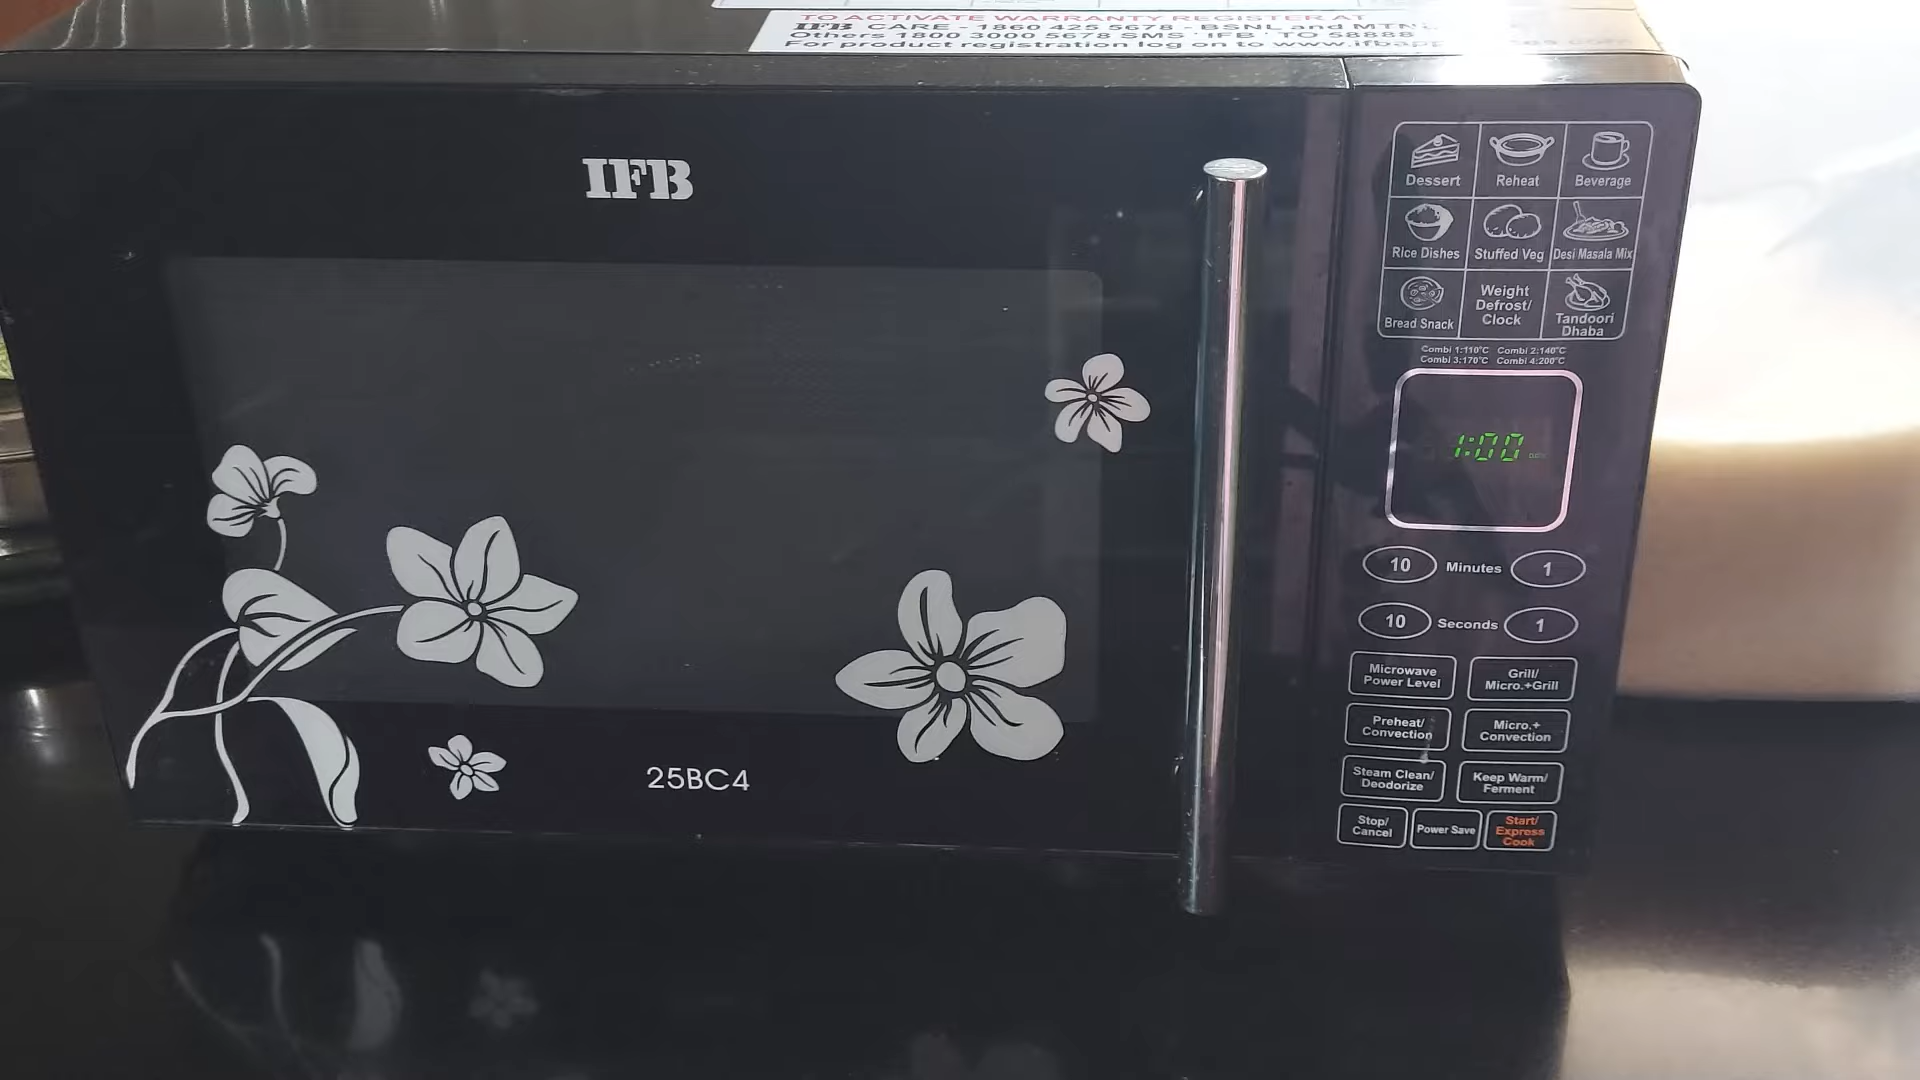 TO ACTIVATE WARRANTY REGISTER AT
IFB CARE - 1860 425 5678 - BSNL and
Others 1800 3000 5678 SMS 'IFB' TO 58888
For product registration log on to
IFB
Dessert Reheat Beverage
Rice Dishes Stuffed Veg Desi Masala Mix
Bread Snack
Weight
Defrost/
Clock
Tandoori
Dhaba
Combi 1:110°C Combi 2:140°C
Combi 3:170°C Combi 4:200°C
1:00
10 Minutes 1
10 Seconds 1
Microwave
Power Level
Grill/
Micro.+Grill
Preheat/
Convection
Micro.+
Convection
Steam Clean/
Deodorize
Keep Warm/
Ferment
Stop/
Cancel
Power Save
Start/
Express
Cook
25BC4